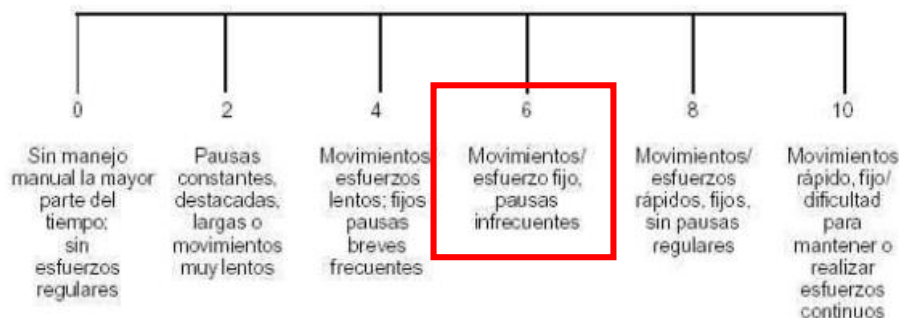 0
Sin manejo
manual la mayor
parte del
tiempo;
sin
esfuerzos
regulares
2
Pausas
constantes,
destacadas,
largas o
movimientos
muy lentos
4
Movimientos
esfuerzos
lentos; fijos
pausas
breves
frecuentes
6
Movimientos/
esfuerzo fijo,
pausas
infrecuentes
8
Movimientos/
esfuerzos
rápidos, fijos,
sin pausas
regulares
10
Movimientos
rápido, fijo/
dificultad
para
mantener o
realizar
esfuerzos
continuos